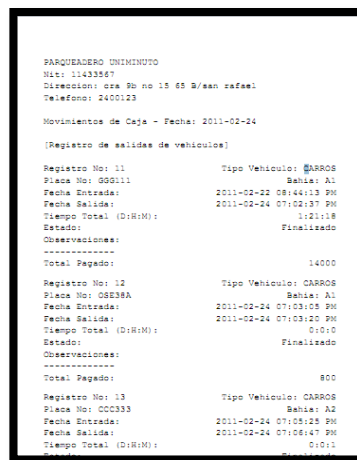 PARQUEADERO UNIMINUTO
Nit: 11433567
Direccion: cra 9b no 15 65 B/san rafael
Telefono: 2400123
Movimientos de Caja - Fecha: 2011-02-24
[Registro de salidas de vehiculos]
Registro No: 11 Tipo Vehiculo: CARROS
Placa No: GGG111 Bahia: A1
Fecha Entrada: 2011-02-22 08:44:13 PM
Fecha Salida: 2011-02-24 07:02:37 PM
Tiempo Total (D:H:M): 1:21:18
Estado: Finalizado
Observaciones:
-------------
Total Pagado: 14000
Registro No: 12 Tipo Vehiculo: CARROS
Placa No: OSE38A Bahia: A1
Fecha Entrada: 2011-02-24 07:03:05 PM
Fecha Salida: 2011-02-24 07:03:20 PM
Tiempo Total (D:H:M): 0:0:0
Estado: Finalizado
Observaciones:
-------------
Total Pagado: 800
Registro No: 13 Tipo Vehiculo: CARROS
Placa No: CCC333 Bahia: A2
Fecha Entrada: 2011-02-24 07:05:25 PM
Fecha Salida: 2011-02-24 07:06:47 PM
Tiempo Total (D:H:M): 0:0:1